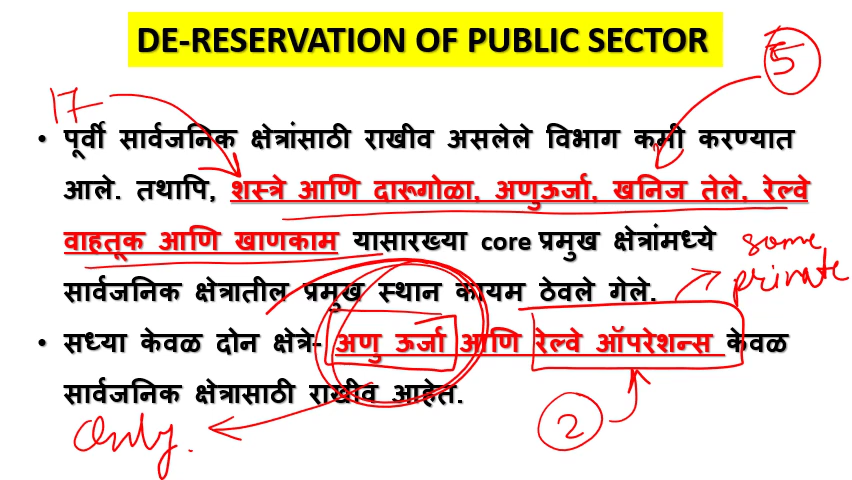 DE-RESERVATION OF PUBLIC SECTOR
5
17
• पूर्वी सार्वजनिक क्षेत्रांसाठी राखीव असलेले विभाग कमी करण्यात
आले. तथापि, शस्त्रे आणि दारूगोळा, अणुऊर्जा, खनिज तेले, रेल्वे
वाहतूक आणि खाणकाम यासारख्या core प्रमुख क्षेत्रांमध्ये
some
private
सार्वजनिक क्षेत्रातील प्रमुख स्थान कायम ठेवले गेले.
• सध्या केवळ दोन क्षेत्रे- अणु ऊर्जा आणि रेल्वे ऑपरेशन्स केवळ
सार्वजनिक क्षेत्रासाठी राखीव आहेत.
Only.
2